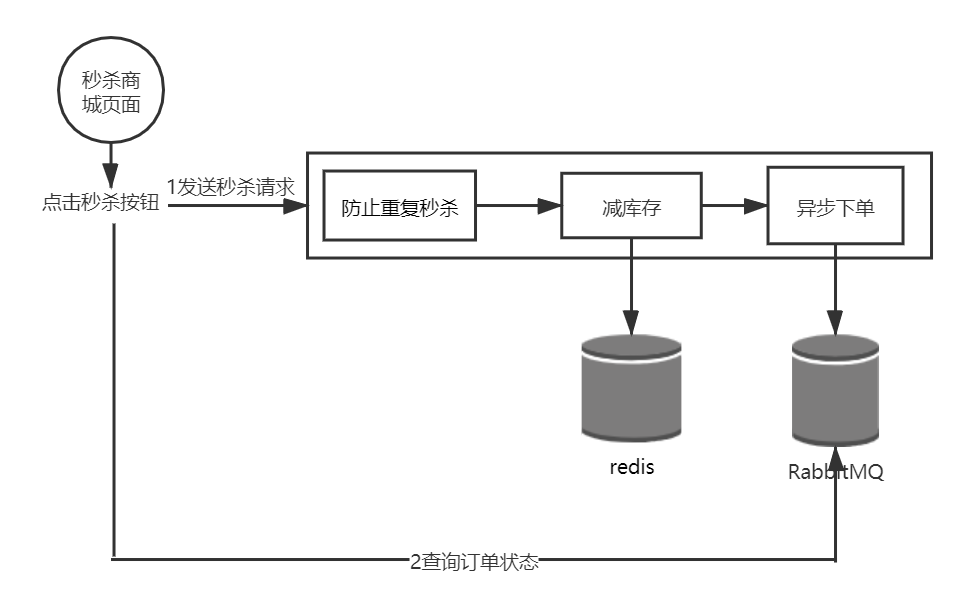 秒杀商
城页面
点击秒杀按钮
1发送秒杀请求
防止重复秒杀
减库存
异步下单
redis
RabbitMQ
2查询订单状态